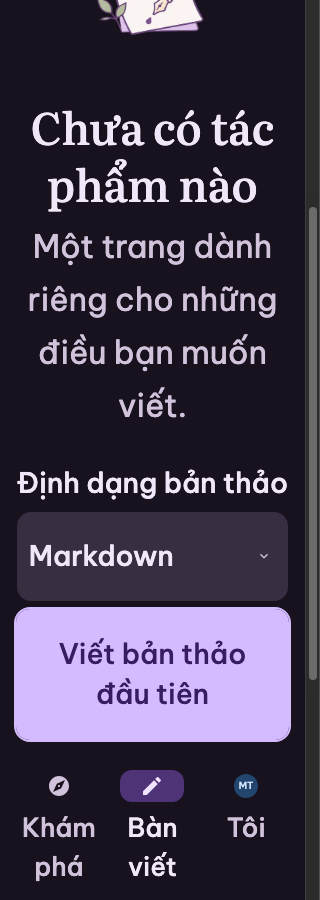 Chưa có tác
phẩm nào
Một trang dành
riêng cho những
điều bạn muốn
viết.
Định dạng bản thảo
Markdown
Viết bản thảo
đầu tiên
Khám
phá
Bàn
viết
MT
Tôi